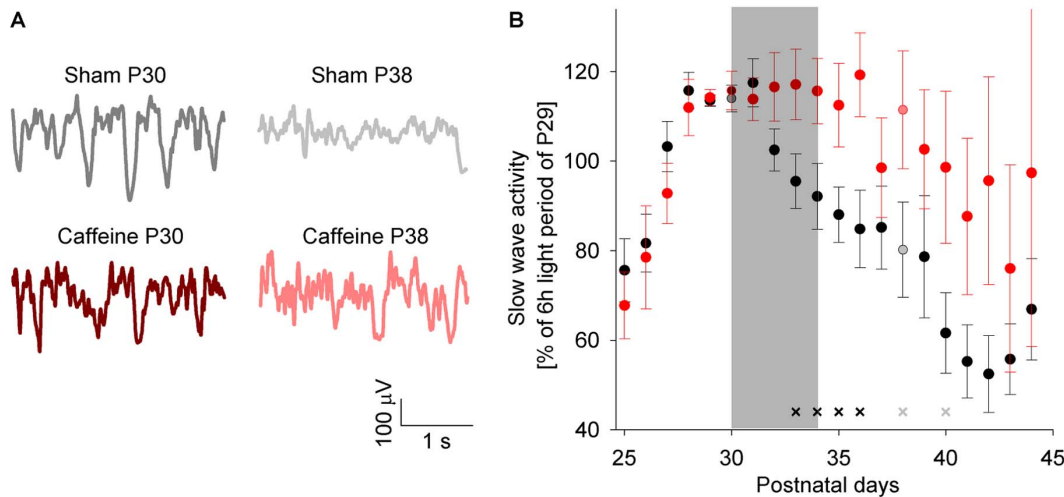 A
Sham P30
Sham P38
Caffeine P30
Caffeine P38
100 µV
1 s
B
Slow wave activity
[% of 6h light period of P29]
120
100
80
60
40
25
30
35
40
45
Postnatal days